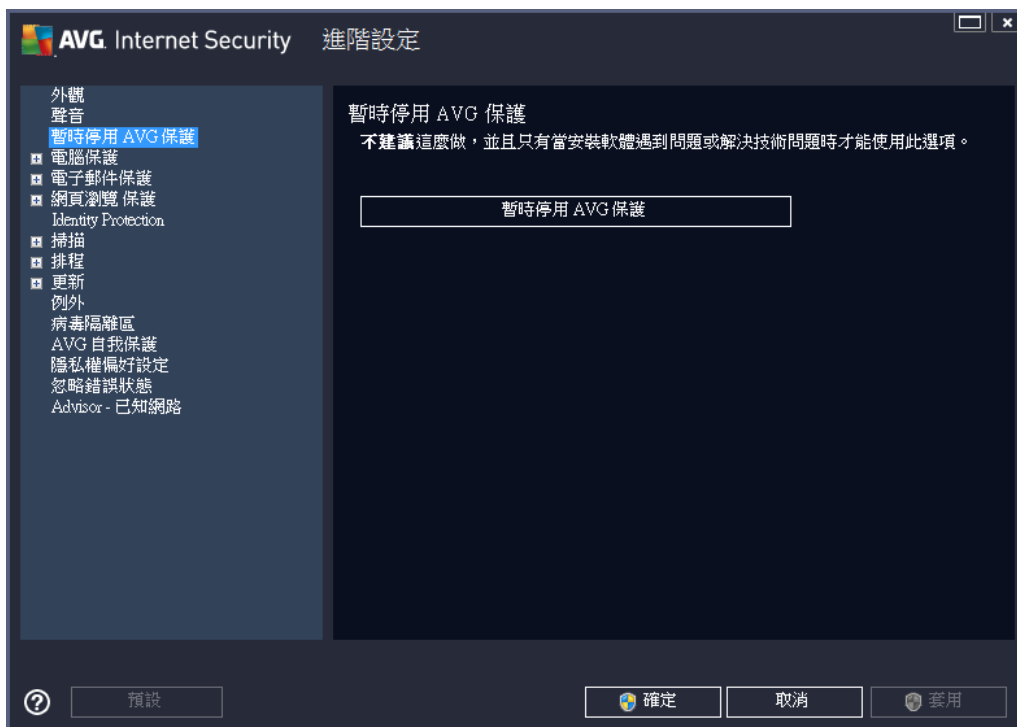 AVG. Internet Security 進階設定
外觀
聲音
暫時停用 AVG 保護
電腦保護
電子郵件保護
網頁瀏覽 保護
Identity Protection
掃描
排程
更新
例外
病毒隔離區
AVG 自我保護
隱私權偏好設定
忽略錯誤狀態
Advisor - 已知網路
暫時停用 AVG 保護
不建議這麼做，並且只有當安裝軟體遇到問題或解決技術問題時才能使用此選項。
暫時停用 AVG 保護
預設
確定
取消
套用